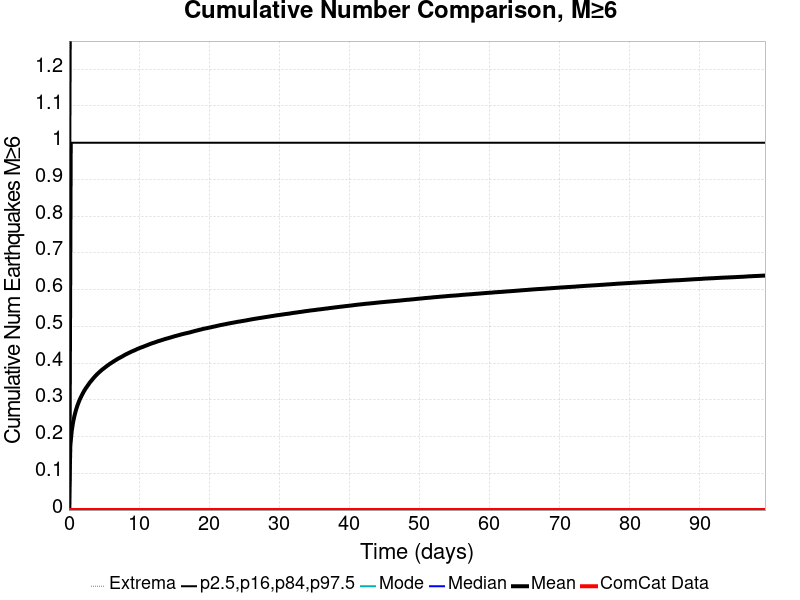 Cumulative Number Comparison, M≥6
Cumulative Num Earthquakes M≥6
1.2
1.1
1
0.9
0.8
0.7
0.6
0.5
0.4
0.3
0.2
0.1
0
0 10 20 30 40 50 60 70 80 90
Time (days)
Extrema p2.5,p16,p84,p97.5 Mode Median Mean ComCat Data